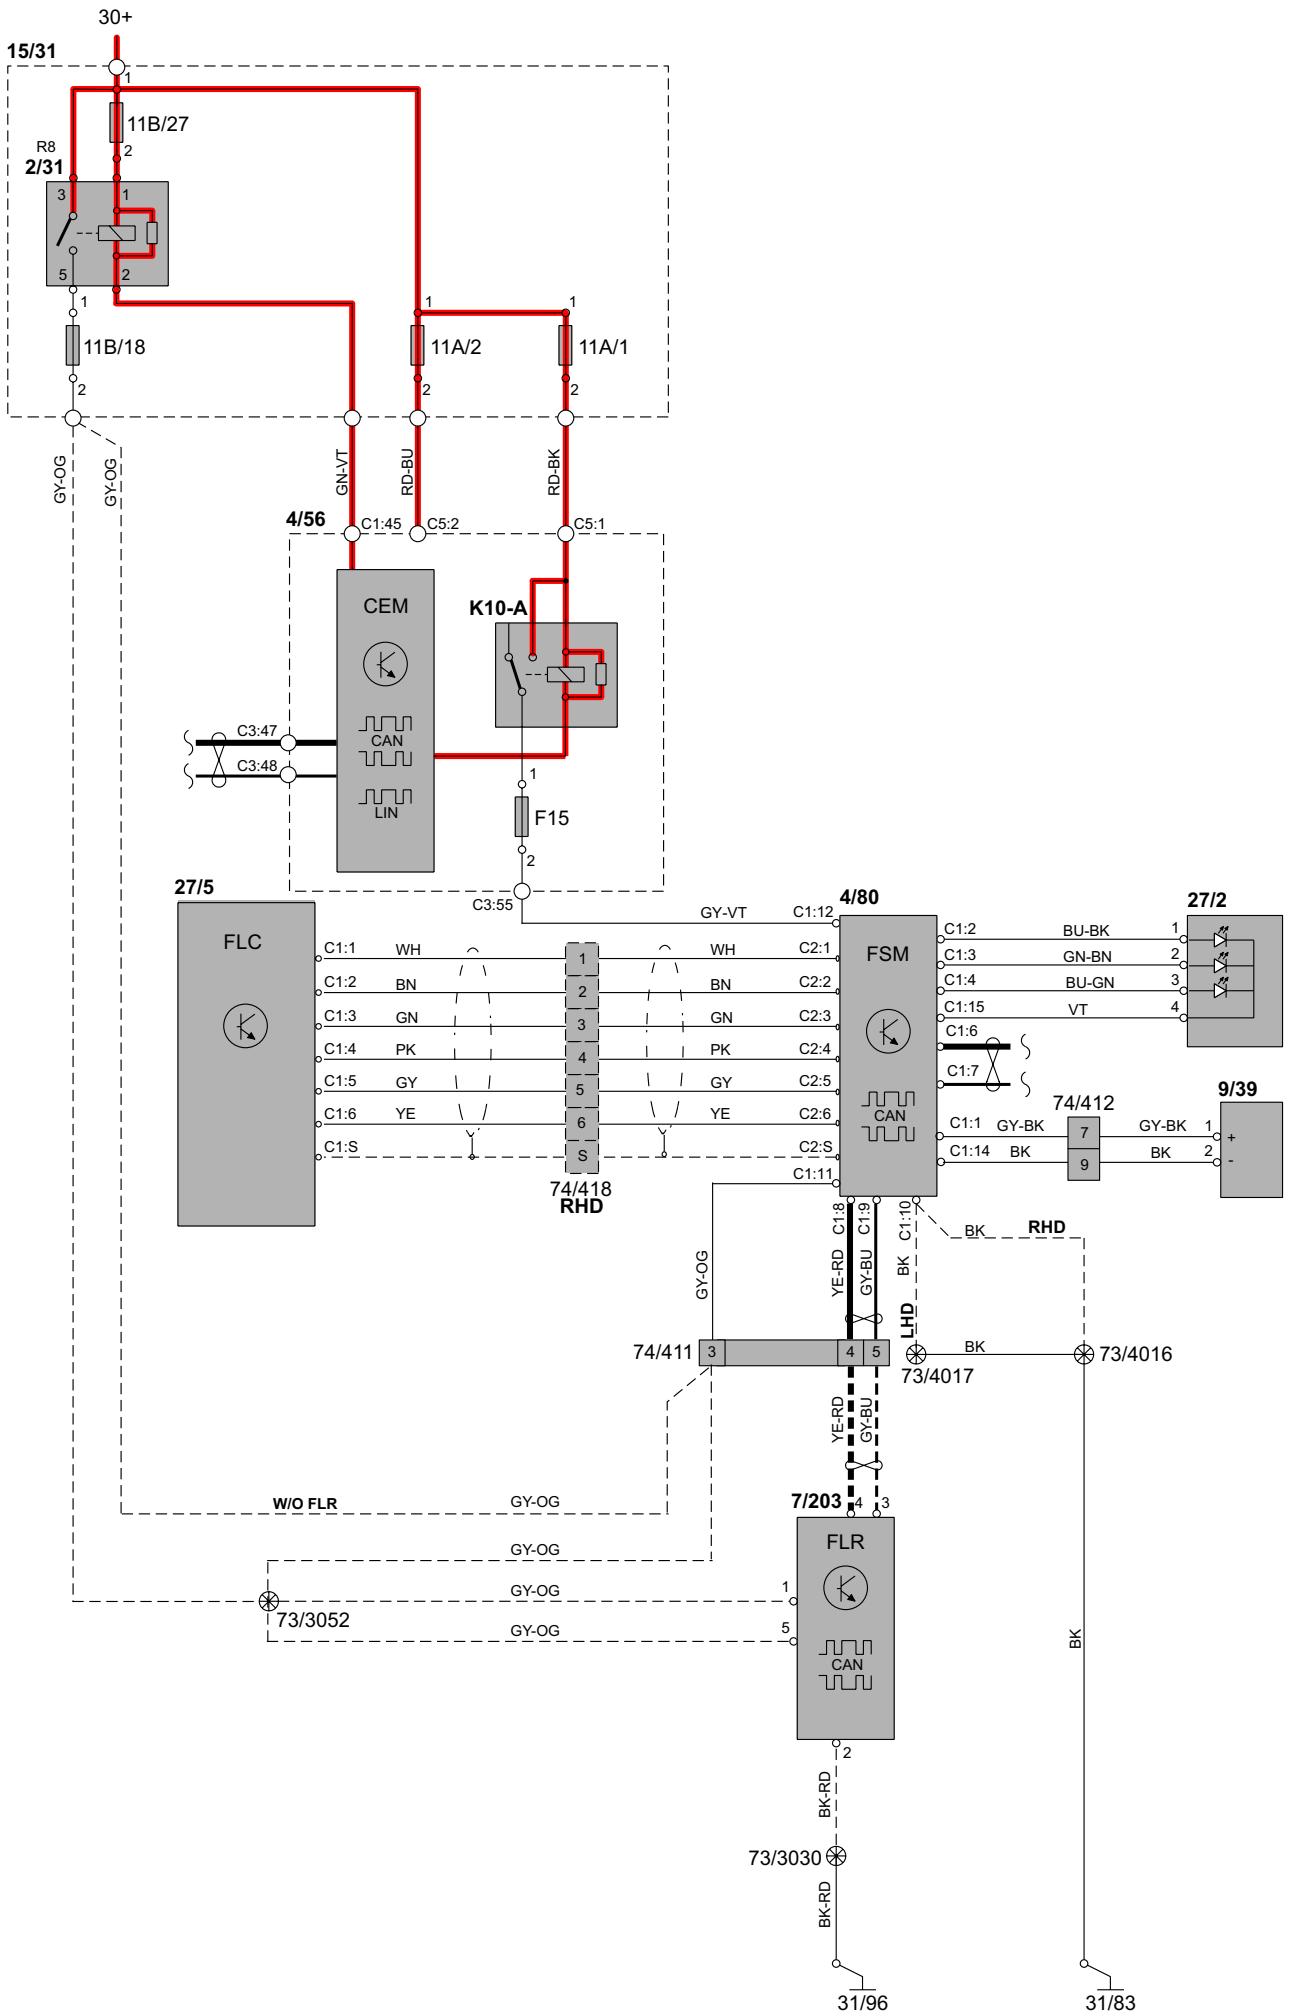 30+
15/31
1
11B/27
2
R8
2/31
3
1
5
2
1
1
1
11B/18
11A/2
11A/1
2
2
2
GY-OG
GY-OG
GN-VT
RD-BU
RD-BK
4/56
C1:45
C5:2
C5:1
CEM
K10-A
C3:47
CAN
C3:48
LIN
1
F15
2
27/5
C3:55
4/80
27/2
GY-VT
C1:12
FLC
FSM
C1:2
BU-BK
1
C1:1
WH
1
WH
C2:1
C1:3
GN-BN
2
C1:2
BN
2
BN
C2:2
C1:4
BU-GN
3
C1:3
GN
3
GN
C2:3
C1:15
VT
4
C1:4
PK
4
PK
C2:4
C1:6
C1:5
GY
5
GY
C2:5
C1:7
C1:6
YE
6
YE
C2:6
CAN
9/39
74/412
C1:1
GY-BK
7
GY-BK
1
+
C1:S
S
C2:S
C1:14
BK
9
BK
2
-
C1:11
74/418
RHD
C1:8
C1:9
C1:10
BK
RHD
GY-OG
YE-RD
GY-BU
BK
LHD
74/411
3
4
5
BK
73/4016
73/4017
YE-RD
GY-BU
W/O FLR
GY-OG
7/203
4
3
FLR
GY-OG
GY-OG
1
73/3052
GY-OG
5
CAN
BK
2
BK-RD
73/3030
BK-RD
31/96
31/83